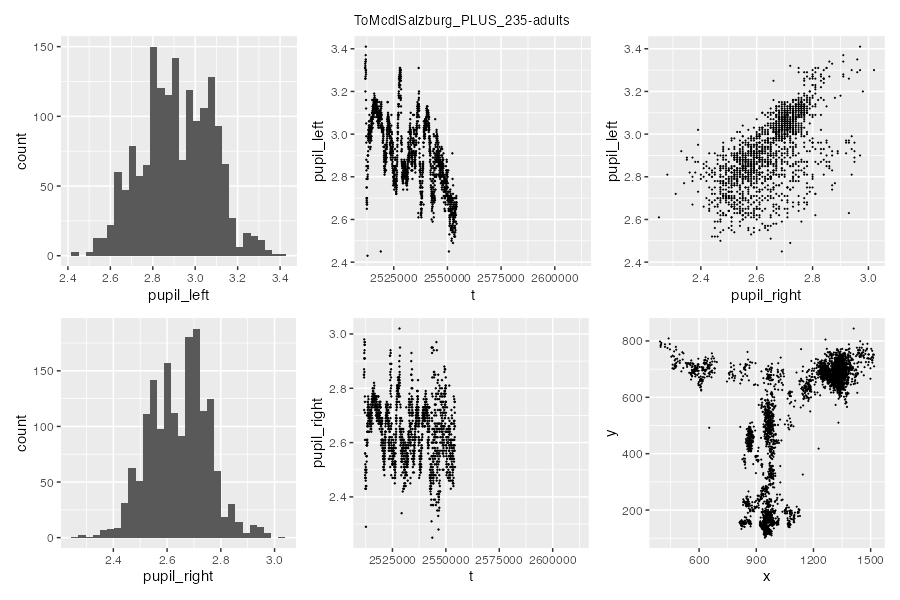 ToMcdlSalzburg_PLUS_235-adults
150
100
50
0
count
2.4 2.6 2.8 3.0 3.2 3.4
pupil_left
3.4
3.2
3.0
2.8
2.6
2.4
pupil_left
2525000 2550000 2575000 2600000
t
3.4
3.2
3.0
2.8
2.6
2.4
pupil_left
2.4 2.6 2.8 3.0
pupil_right
150
100
50
0
count
2.4 2.6 2.8 3.0
pupil_right
3.0
2.8
2.6
2.4
pupil_right
2525000 2550000 2575000 2600000
t
800
600
400
200
y
600 900 1200 1500
x